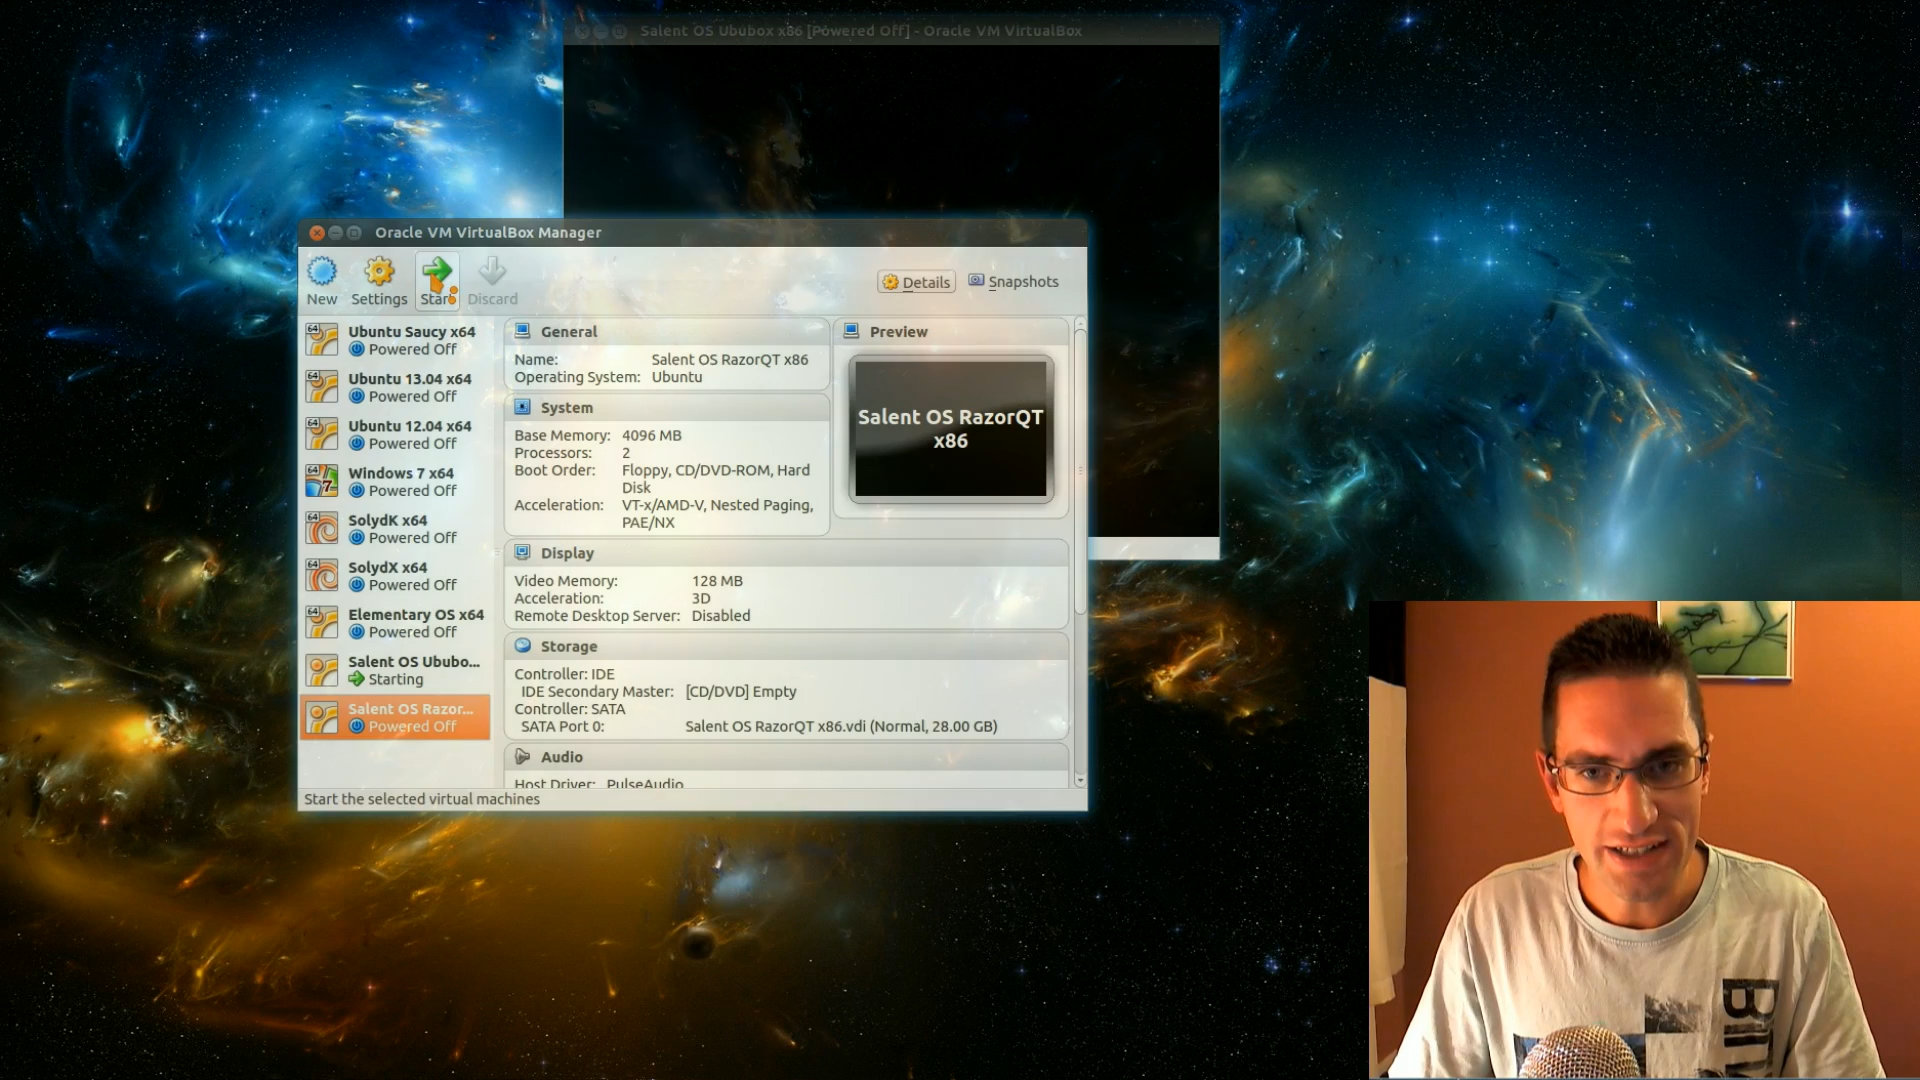 Salent OS Ububox x86 [Powered Off] - Oracle VM VirtualBox
Oracle VM VirtualBox Manager
New
Settings
Start
Discard
Details
Snapshots
Ubuntu Saucy x64
Powered Off
Ubuntu 13.04 x64
Powered Off
Ubuntu 12.04 x64
Powered Off
Windows 7 x64
Powered Off
SolydK x64
Powered Off
SolydX x64
Powered Off
Elementary OS x64
Powered Off
Salent OS Ububo...
Starting
Salent OS Razor...
Powered Off
General
Name: Salent OS RazorQT x86
Operating System: Ubuntu
System
Base Memory: 4096 MB
Processors: 2
Boot Order: Floppy, CD/DVD-ROM, Hard
Disk
Acceleration: VT-x/AMD-V, Nested Paging,
PAE/NX
Preview
Salent OS RazorQT
x86
Display
Video Memory: 128 MB
Acceleration: 3D
Remote Desktop Server: Disabled
Storage
Controller: IDE
IDE Secondary Master: [CD/DVD] Empty
Controller: SATA
SATA Port 0: Salent OS RazorQT x86.vdi (Normal, 28.00 GB)
Audio
Host Driver: PulseAudio
Start the selected virtual machines